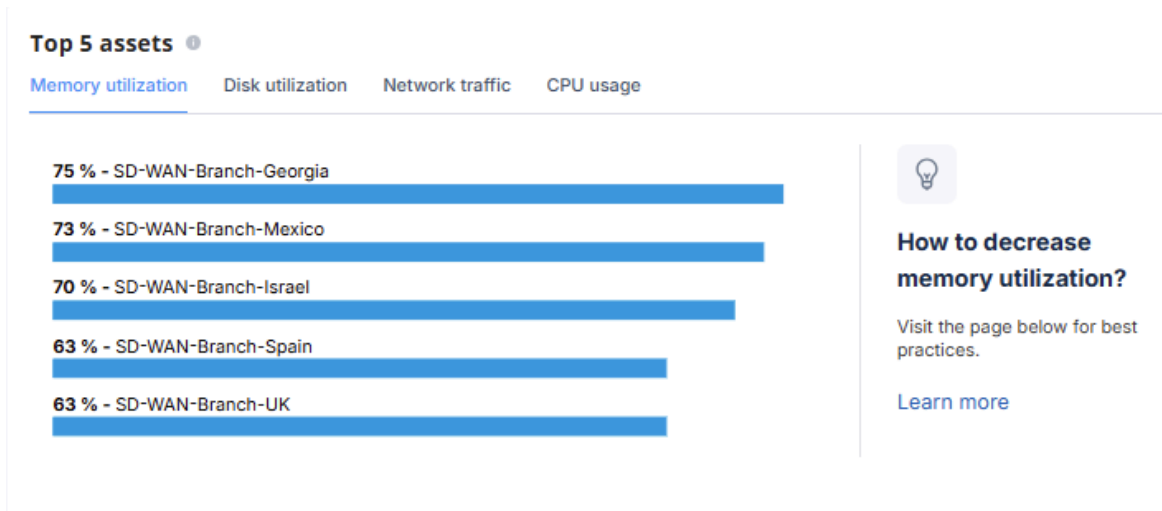 Top 5 assets
Memory utilization Disk utilization Network traffic CPU usage
75 % - SD-WAN-Branch-Georgia
73 % - SD-WAN-Branch-Mexico
70 % - SD-WAN-Branch-Israel
63 % - SD-WAN-Branch-Spain
63 % - SD-WAN-Branch-UK
How to decrease
memory utilization?
Visit the page below for best
practices.
Learn more